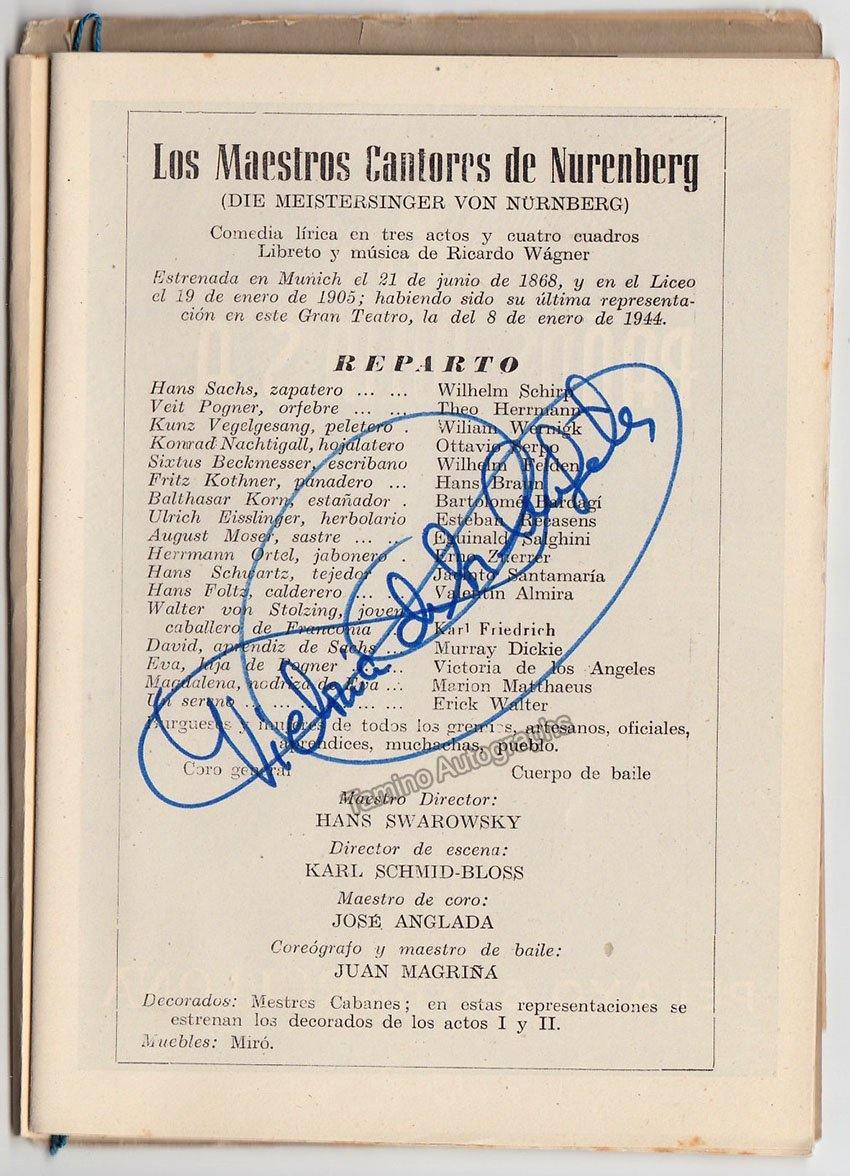 Los Maestros Cantores de Nurenberg
(DIE MEISTERSINGER VON NÜRNBERG)
Comedia lírica en tres actos y cuatro cuadros
Libreto y música de Ricardo Wágner
Estrenada en Munich el 21 de junio de 1868, y en el Liceo
el 19 de enero de 1905; habiendo sido su última representa-
ción en este Gran Teatro, la del 8 de enero de 1944.
REPARTO
Hans Sachs, zapatero ... ... Wilhelm Schirp
Veit Pogner, orfebre ... ... Theo Herrmann
Kunz Vegelgesang, peletero . Wiliam Wernigk
Konrad Nachtigall, hojalatero Ottavio Serpo
Sixtus Beckmesser, escribano Wilhelm Felden
Fritz Kothner, panadero ... Hans Braun
Balthasar Korn, estañador . Bartolomé Bardagí
Ulrich Eisslinger, herbolario Esteban Recasens
August Moser, sastre ... ... Eguinald Salghini
Herrmann Ortel, jabonero . Erno Zuerrer
Hans Schwartz, tejedor Jacinto Santamaría
Hans Foltz, calderero ... ... Valentín Almira
Walter von Stolzing, joven
caballero de Franconia Karl Friedrich
David, aprendiz de Sachs ... Murray Dickie
Eva, hija de Pogner ... ... Victoria de los Angeles
Magdalena, nodriza de Eva ... Marion Matthaeus
Un sereno ... ... ... ... ... Erick Walter
Burgueses y mujeres de todos los gremios, artesanos, oficiales,
aprendices, muchachas, pueblo.
Coro general Cuerpo de baile
Maestro Director:
HANS SWAROWSKY
Director de escena:
KARL SCHMID-BLOSS
Maestro de coro:
JOSÉ ANGLADA
Coreógrafo y maestro de baile:
JUAN MAGRIÑÁ
Decorados: Mestres Cabanes; en estas representaciones se
estrenan los decorados de los actos I y II.
Muebles: Miró.
Victoria de los Angeles
Tamino Autographs